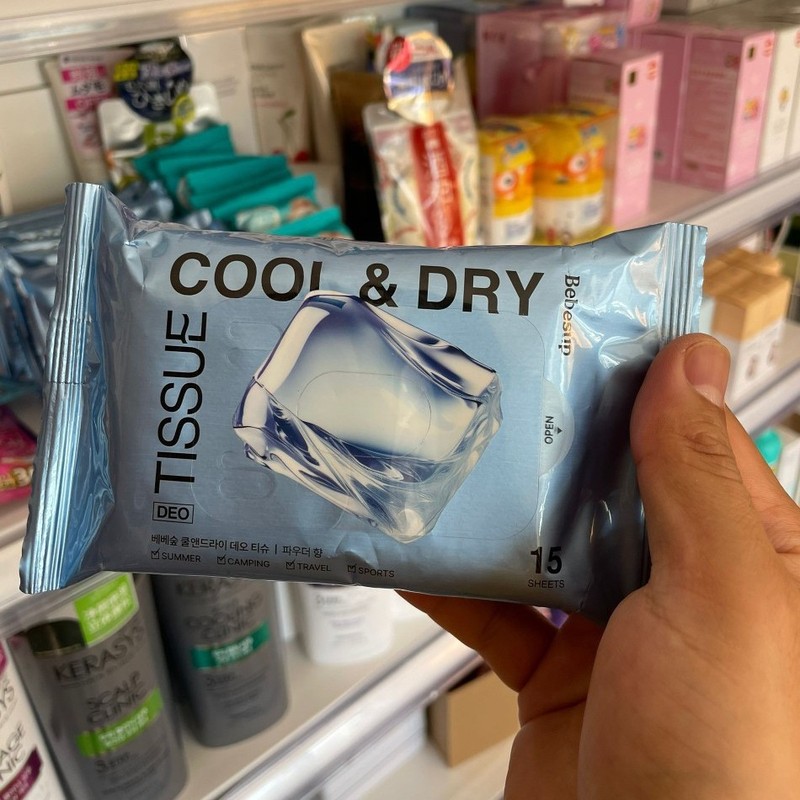 COOL & DRY
TISSUE
DEO
Bebesup
OPEN
베베숲 쿨앤드라이 데오 티슈 | 파우더 향
SUMMER CAMPING TRAVEL SPORTS
15
SHEETS
KERASYS
SCALP
CLINIC
CLINIC